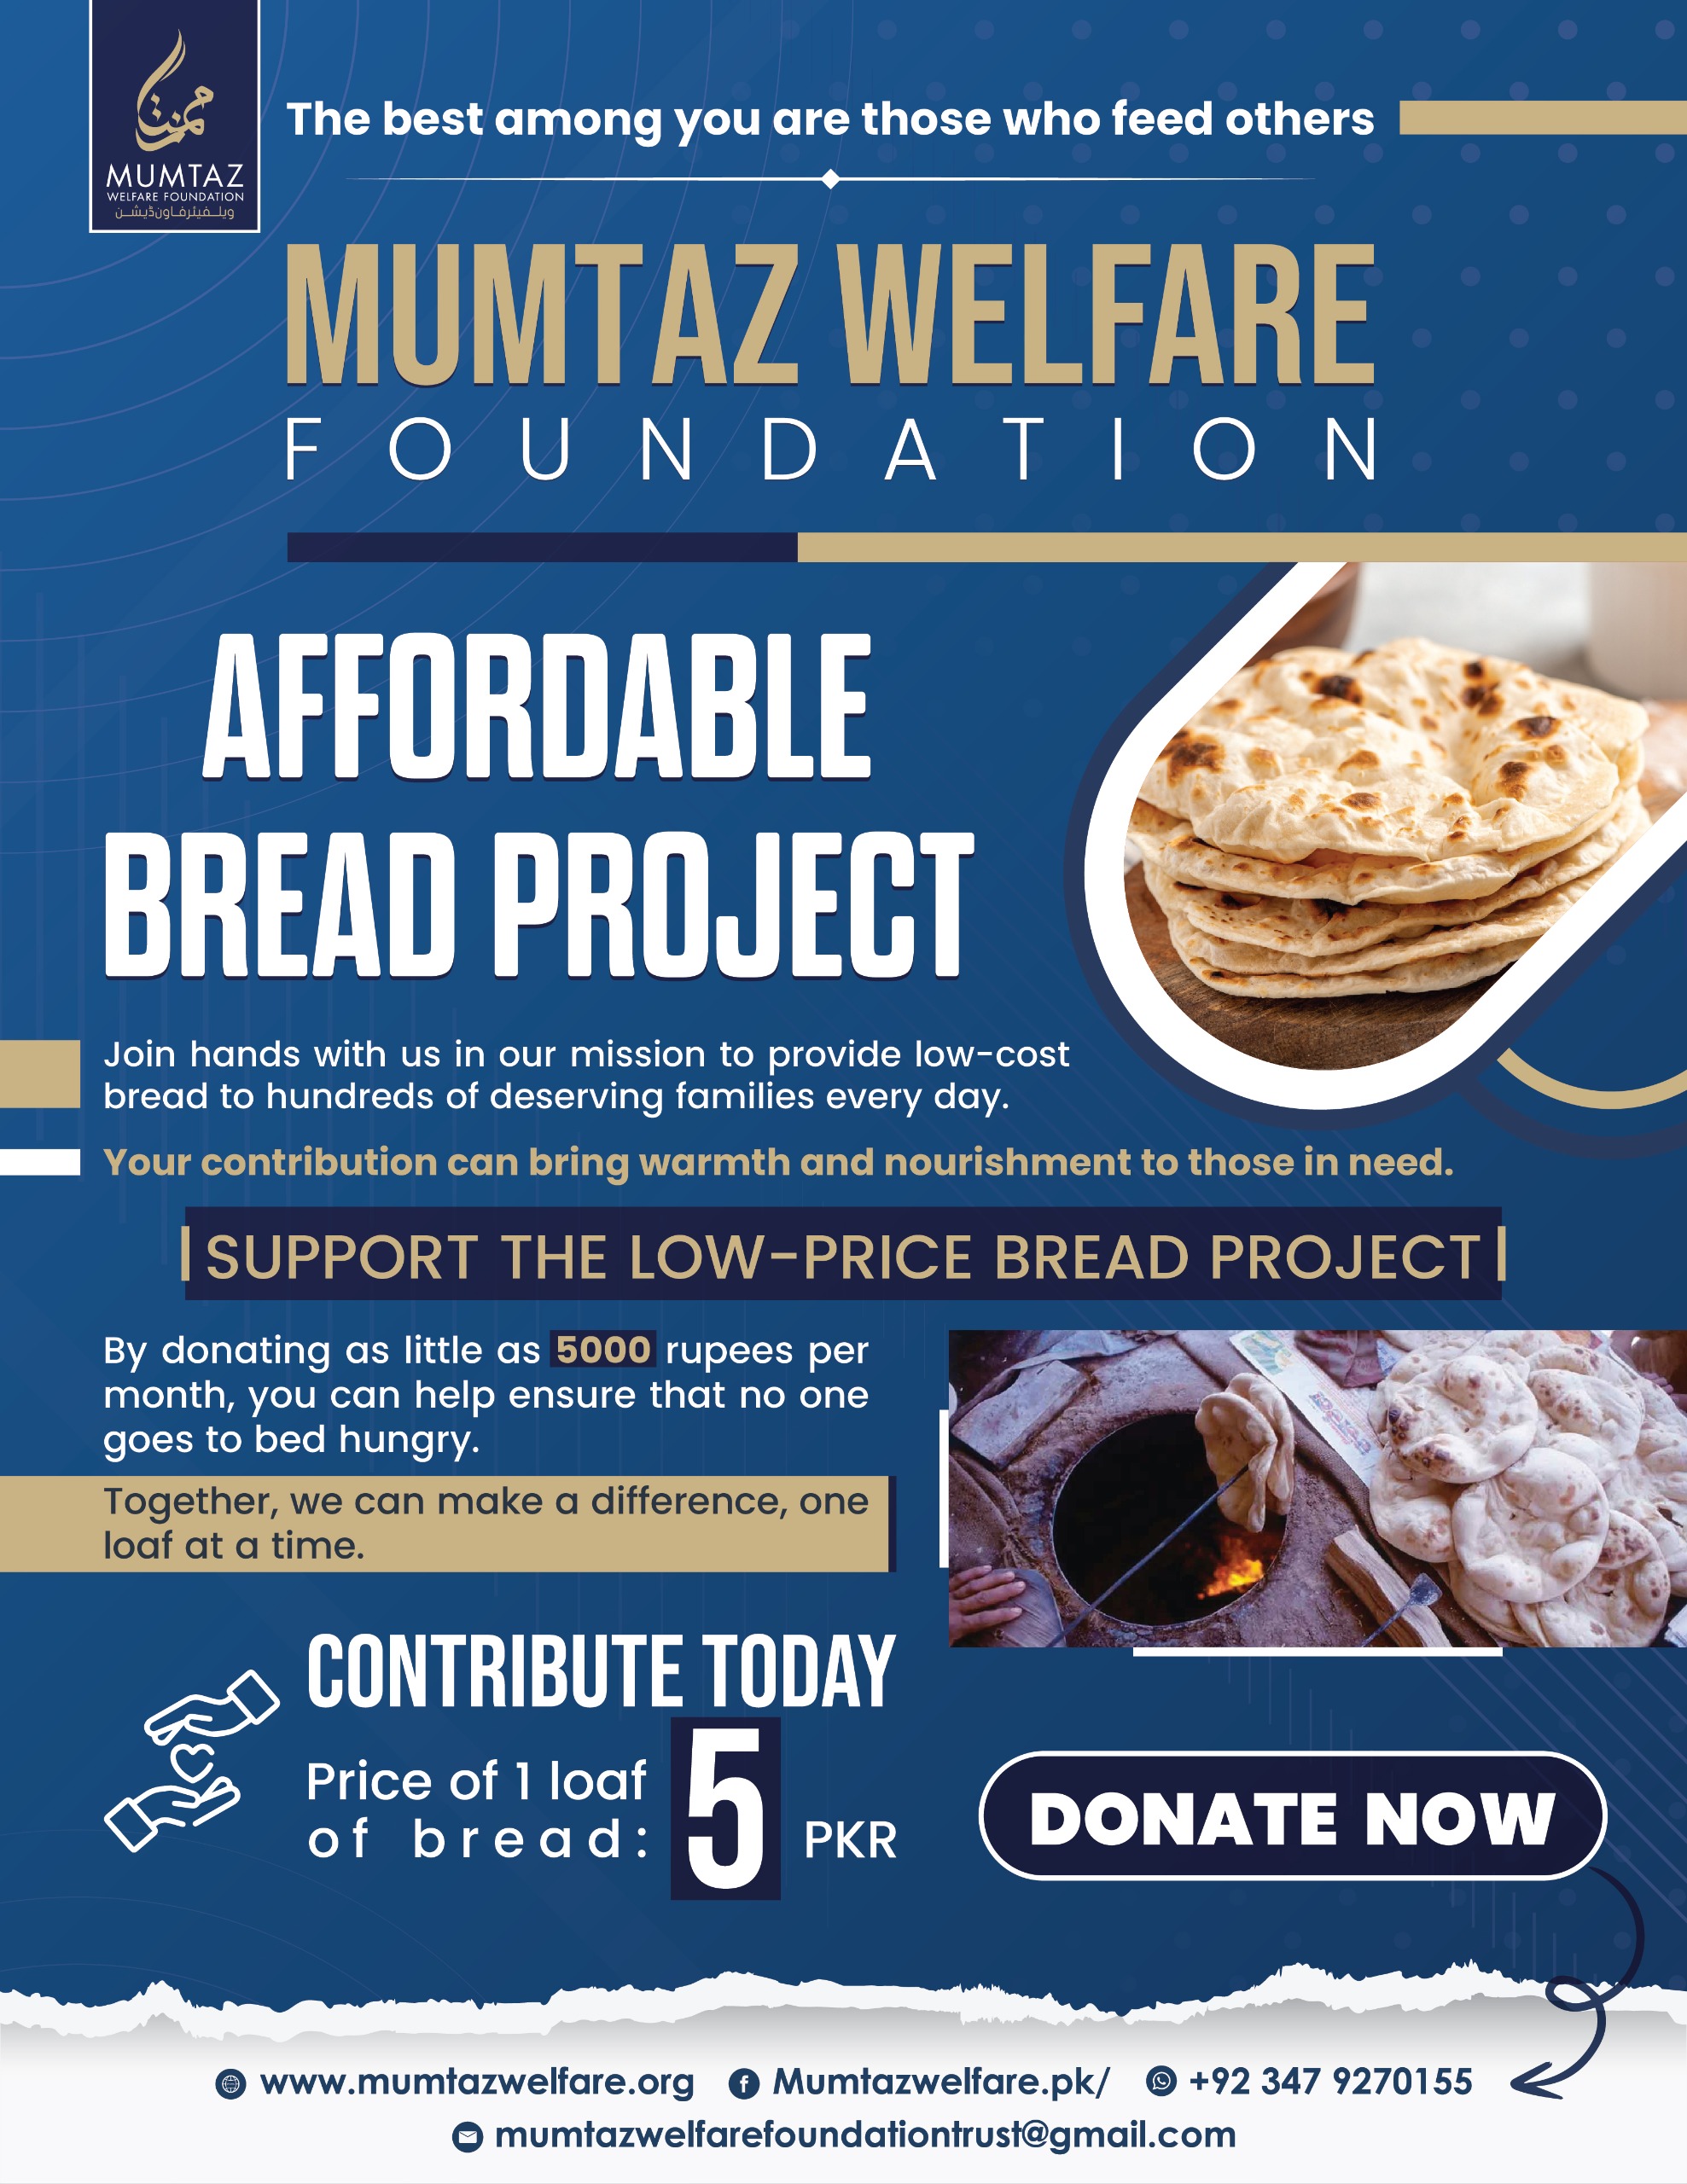 ممتاز
MUMTAZ
WELFARE FOUNDATION
ویلفیئرفاونڈیشن
The best among you are those who feed others
MUMTAZ WELFARE
FOUNDATION
AFFORDABLE
BREAD PROJECT
Join hands with us in our mission to provide low-cost
bread to hundreds of deserving families every day.
Your contribution can bring warmth and nourishment to those in need.
SUPPORT THE LOW-PRICE BREAD PROJECT
By donating as little as 5000 rupees per
month, you can help ensure that no one
goes to bed hungry.
Together, we can make a difference, one
loaf at a time.
CONTRIBUTE TODAY
Price of 1 loaf
of bread: 5 PKR
DONATE NOW
www.mumtazwelfare.org Mumtazwelfare.pk/ +92 347 9270155
mumtazwelfarefoundationtrust@gmail.com